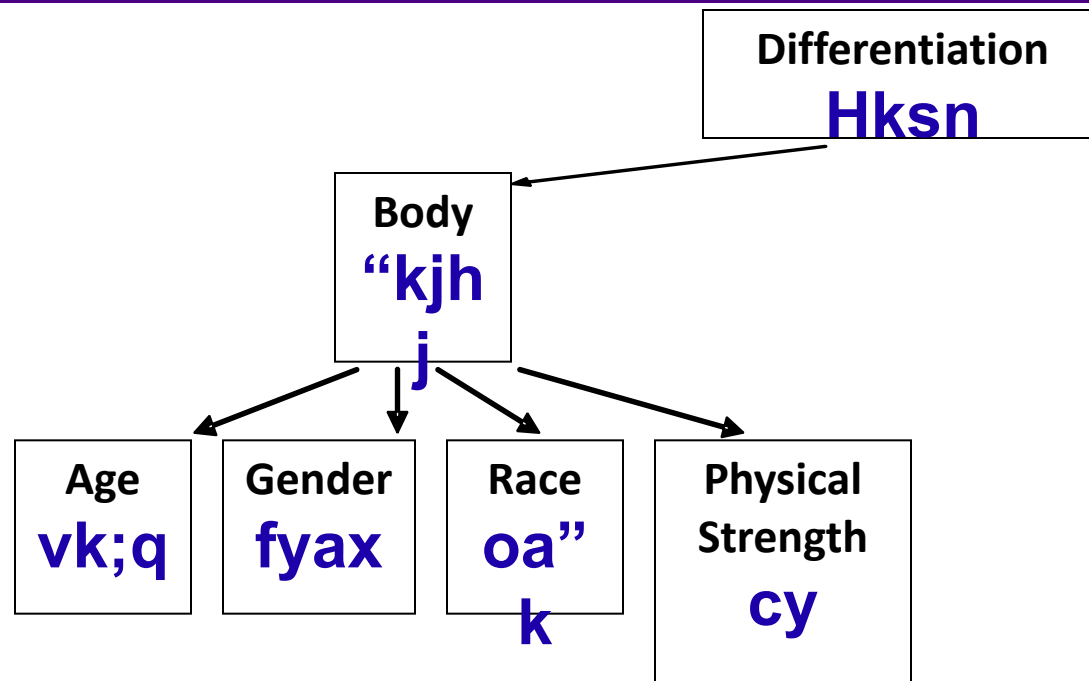 Differentiation
Hksn
Body
“kjh
j
Age
vk;q
Gender
fyax
Race
oa”
k
Physical
Strength
cy